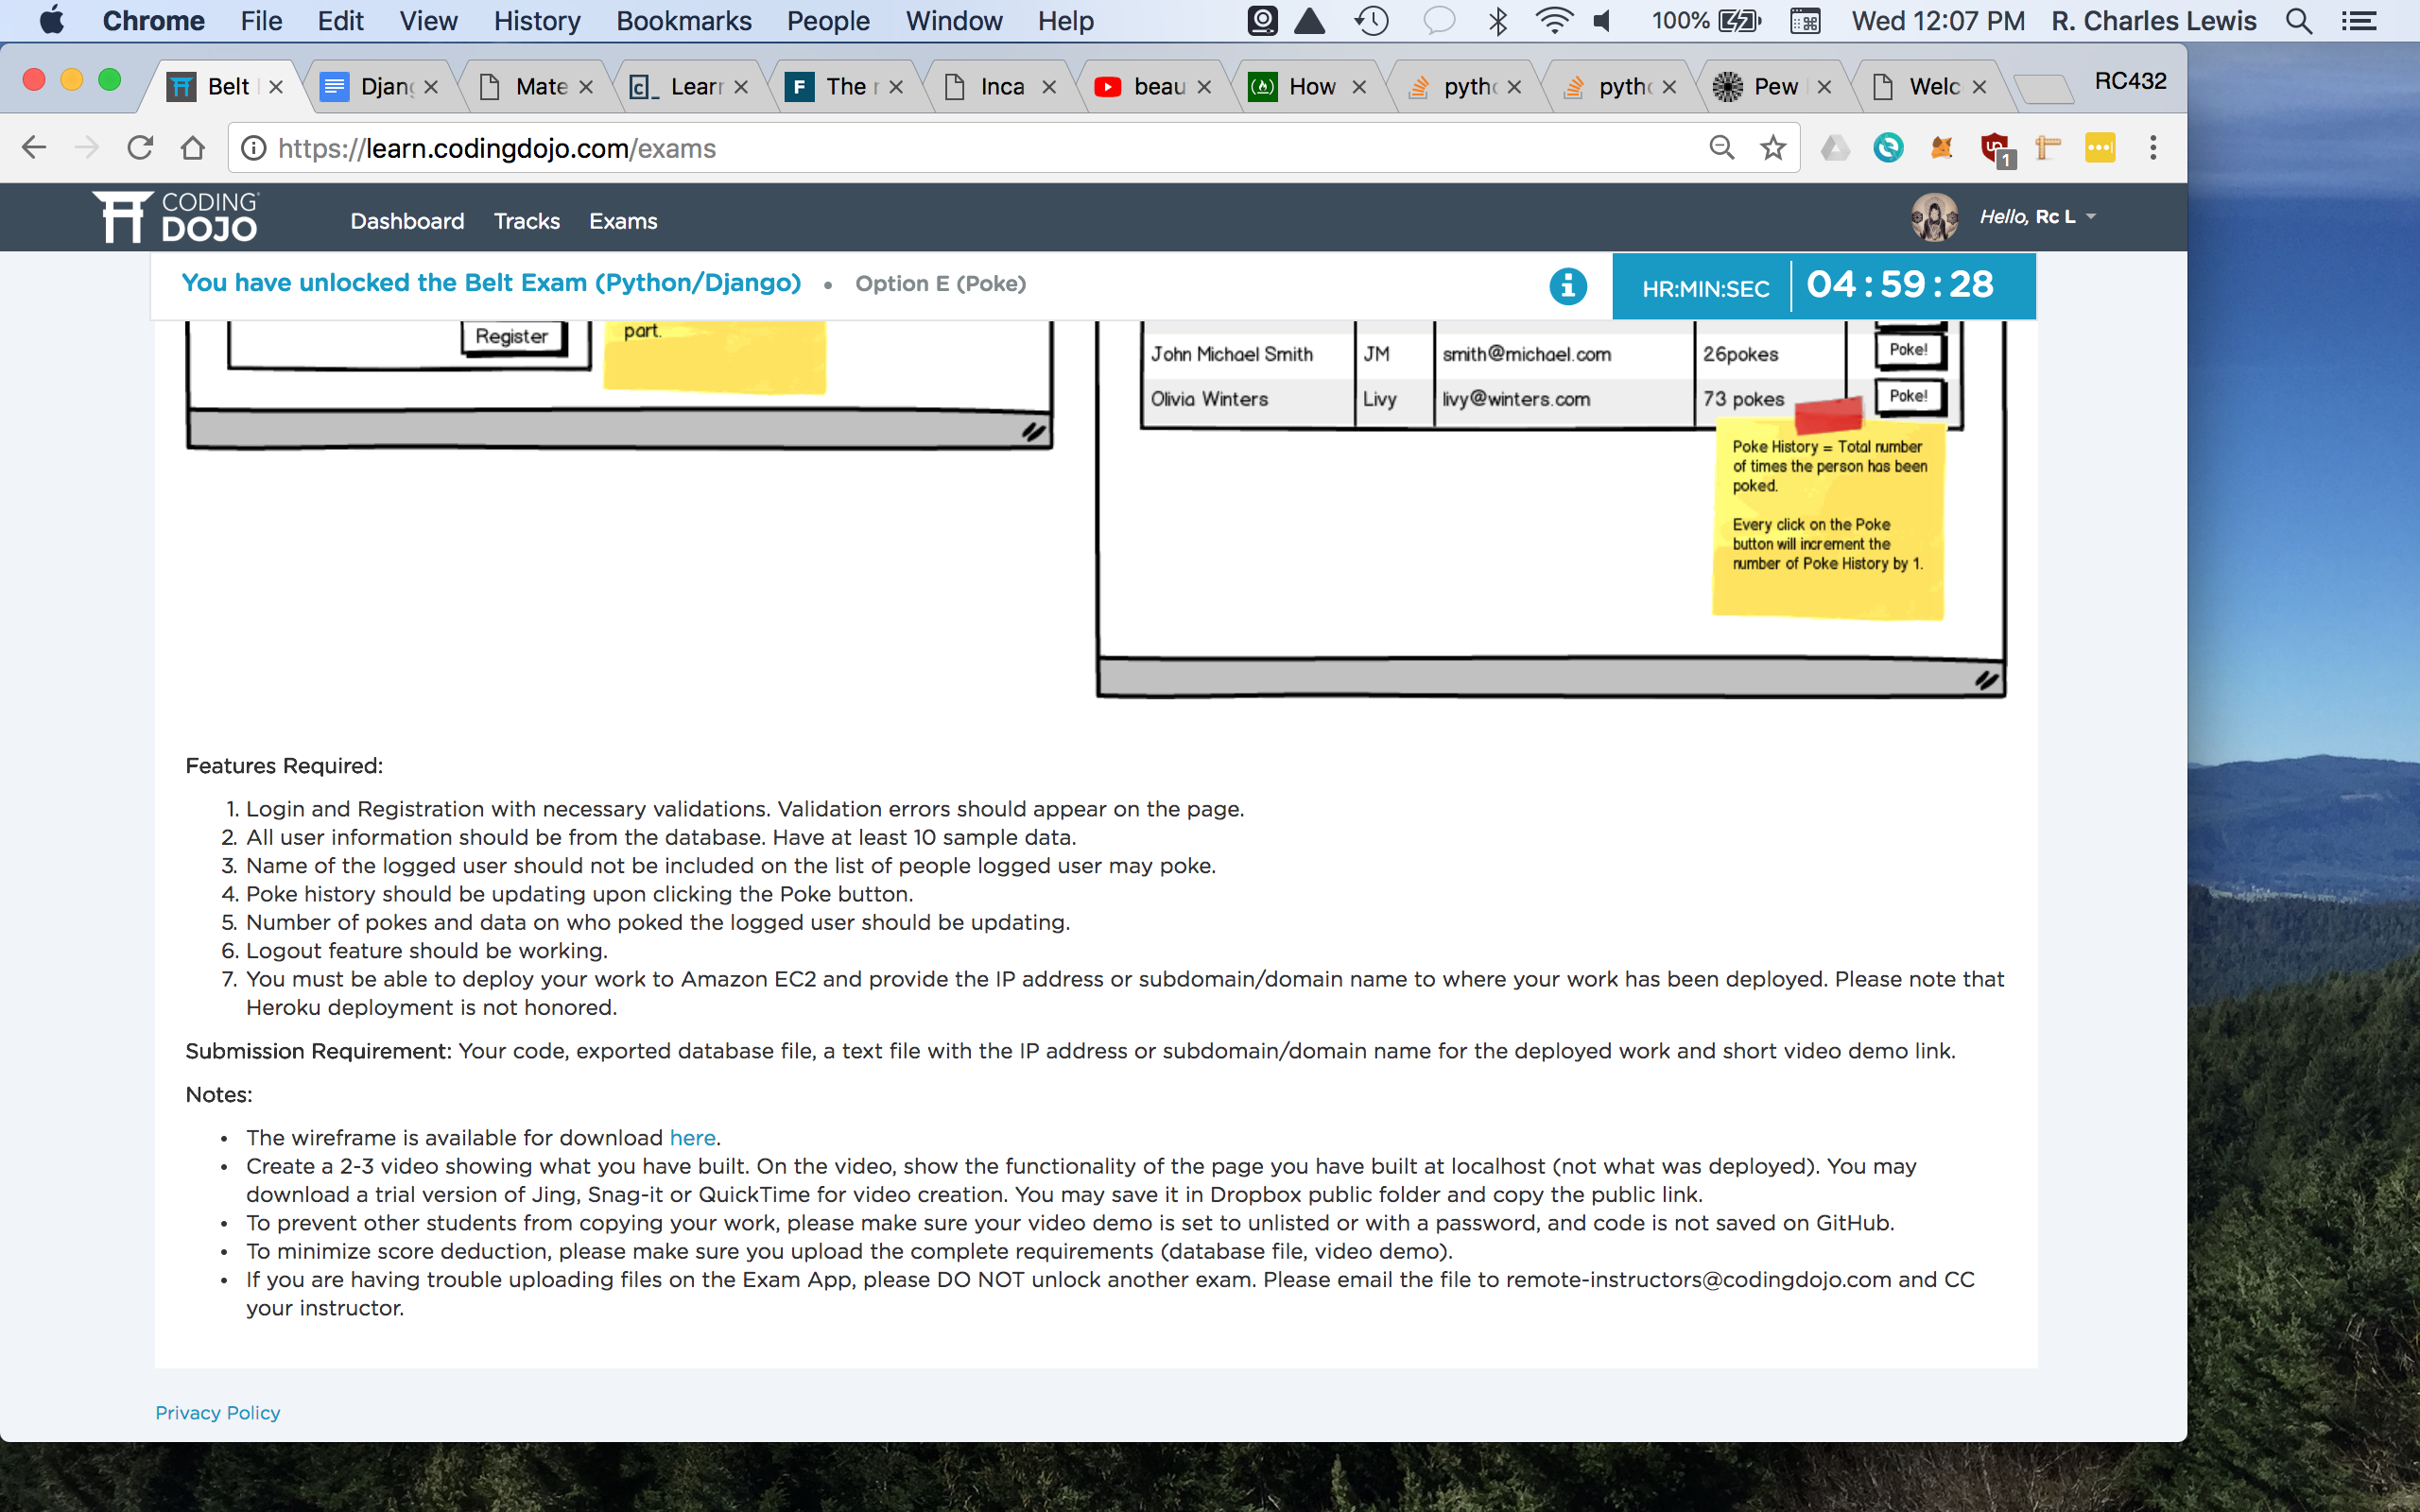 Chrome File Edit View History Bookmarks People Window Help 100% Wed 12:07 PM R. Charles Lewis
Belt Djan Mate Learn The Inca beau How pyth pyth Pew Welc RC432
https://learn.codingdojo.com/exams 1
CODING DOJO Dashboard Tracks Exams Hello, Rc L
You have unlocked the Belt Exam (Python/Django) • Option E (Poke) HR:MIN:SEC 04:59:28
Register
part.
John Michael Smith JM smith@michael.com 26pokes Poke!
Olivia Winters Livy livy@winters.com 73 pokes Poke!
Poke History = Total number
of times the person has been
poked.
Every click on the Poke
button will increment the
number of Poke History by 1.
Features Required:
1. Login and Registration with necessary validations. Validation errors should appear on the page.
2. All user information should be from the database. Have at least 10 sample data.
3. Name of the logged user should not be included on the list of people logged user may poke.
4. Poke history should be updating upon clicking the Poke button.
5. Number of pokes and data on who poked the logged user should be updating.
6. Logout feature should be working.
7. You must be able to deploy your work to Amazon EC2 and provide the IP address or subdomain/domain name to where your work has been deployed. Please note that
Heroku deployment is not honored.
Submission Requirement: Your code, exported database file, a text file with the IP address or subdomain/domain name for the deployed work and short video demo link.
Notes:
• The wireframe is available for download here.
• Create a 2-3 video showing what you have built. On the video, show the functionality of the page you have built at localhost (not what was deployed). You may
download a trial version of Jing, Snag-it or QuickTime for video creation. You may save it in Dropbox public folder and copy the public link.
• To prevent other students from copying your work, please make sure your video demo is set to unlisted or with a password, and code is not saved on GitHub.
• To minimize score deduction, please make sure you upload the complete requirements (database file, video demo).
• If you are having trouble uploading files on the Exam App, please DO NOT unlock another exam. Please email the file to remote-instructors@codingdojo.com and CC
your instructor.
Privacy Policy